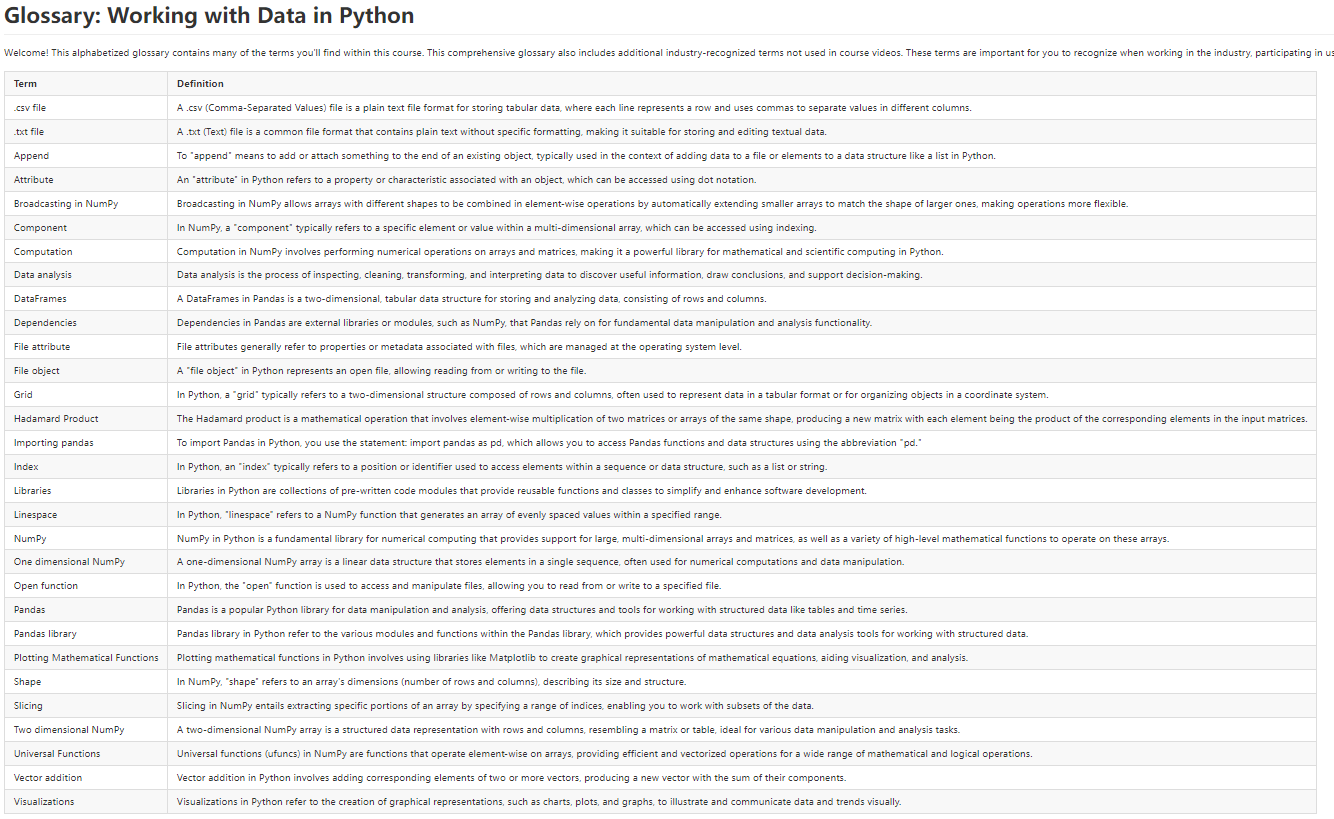 Glossary: Working with Data in Python
Welcome! This alphabetized glossary contains many of the terms you'll find within this course. This comprehensive glossary also includes additional industry-recognized terms not used in course videos. These terms are important for you to recognize when working in the industry, participating in us
Term Definition
.csv file A .csv (Comma-Separated Values) file is a plain text file format for storing tabular data, where each line represents a row and uses commas to separate values in different columns.
.txt file A .txt (Text) file is a common file format that contains plain text without specific formatting, making it suitable for storing and editing textual data.
Append To "append" means to add or attach something to the end of an existing object, typically used in the context of adding data to a file or elements to a data structure like a list in Python.
Attribute An "attribute" in Python refers to a property or characteristic associated with an object, which can be accessed using dot notation.
Broadcasting in NumPy Broadcasting in NumPy allows arrays with different shapes to be combined in element-wise operations by automatically extending smaller arrays to match the shape of larger ones, making operations more flexible.
Component In NumPy, a "component" typically refers to a specific element or value within a multi-dimensional array, which can be accessed using indexing.
Computation Computation in NumPy involves performing numerical operations on arrays and matrices, making it a powerful library for mathematical and scientific computing in Python.
Data analysis Data analysis is the process of inspecting, cleaning, transforming, and interpreting data to discover useful information, draw conclusions, and support decision-making.
DataFrames A DataFrames in Pandas is a two-dimensional, tabular data structure for storing and analyzing data, consisting of rows and columns.
Dependencies Dependencies in Pandas are external libraries or modules, such as NumPy, that Pandas rely on for fundamental data manipulation and analysis functionality.
File attribute File attributes generally refer to properties or metadata associated with files, which are managed at the operating system level.
File object A "file object" in Python represents an open file, allowing reading from or writing to the file.
Grid In Python, a "grid" typically refers to a two-dimensional structure composed of rows and columns, often used to represent data in a tabular format or for organizing objects in a coordinate system.
Hadamard Product The Hadamard product is a mathematical operation that involves element-wise multiplication of two matrices or arrays of the same shape, producing a new matrix with each element being the product of the corresponding elements in the input matrices.
Importing pandas To import Pandas in Python, you use the statement: import pandas as pd, which allows you to access Pandas functions and data structures using the abbreviation "pd."
Index In Python, an "index" typically refers to a position or identifier used to access elements within a sequence or data structure, such as a list or string.
Libraries Libraries in Python are collections of pre-written code modules that provide reusable functions and classes to simplify and enhance software development.
Linespace In Python, "linespace" refers to a NumPy function that generates an array of evenly spaced values within a specified range.
NumPy NumPy in Python is a fundamental library for numerical computing that provides support for large, multi-dimensional arrays and matrices, as well as a variety of high-level mathematical functions to operate on these arrays.
One dimensional NumPy A one-dimensional NumPy array is a linear data structure that stores elements in a single sequence, often used for numerical computations and data manipulation.
Open function In Python, the "open" function is used to access and manipulate files, allowing you to read from or write to a specified file.
Pandas Pandas is a popular Python library for data manipulation and analysis, offering data structures and tools for working with structured data like tables and time series.
Pandas library Pandas library in Python refer to the various modules and functions within the Pandas library, which provides powerful data structures and data analysis tools for working with structured data.
Plotting Mathematical Functions Plotting mathematical functions in Python involves using libraries like Matplotlib to create graphical representations of mathematical equations, aiding visualization, and analysis.
Shape In NumPy, "shape" refers to an array's dimensions (number of rows and columns), describing its size and structure.
Slicing Slicing in NumPy entails extracting specific portions of an array by specifying a range of indices, enabling you to work with subsets of the data.
Two dimensional NumPy A two-dimensional NumPy array is a structured data representation with rows and columns, resembling a matrix or table, ideal for various data manipulation and analysis tasks.
Universal Functions Universal functions (ufuncs) in NumPy are functions that operate element-wise on arrays, providing efficient and vectorized operations for a wide range of mathematical and logical operations.
Vector addition Vector addition in Python involves adding corresponding elements of two or more vectors, producing a new vector with the sum of their components.
Visualizations Visualizations in Python refer to the creation of graphical representations, such as charts, plots, and graphs, to illustrate and communicate data and trends visually.